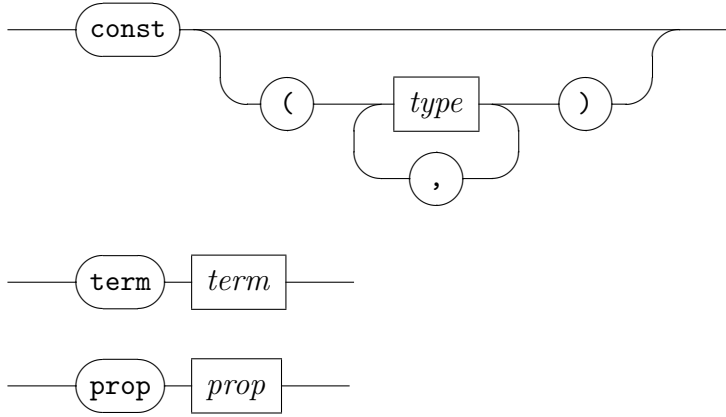 const
( type )
,
term term
prop prop